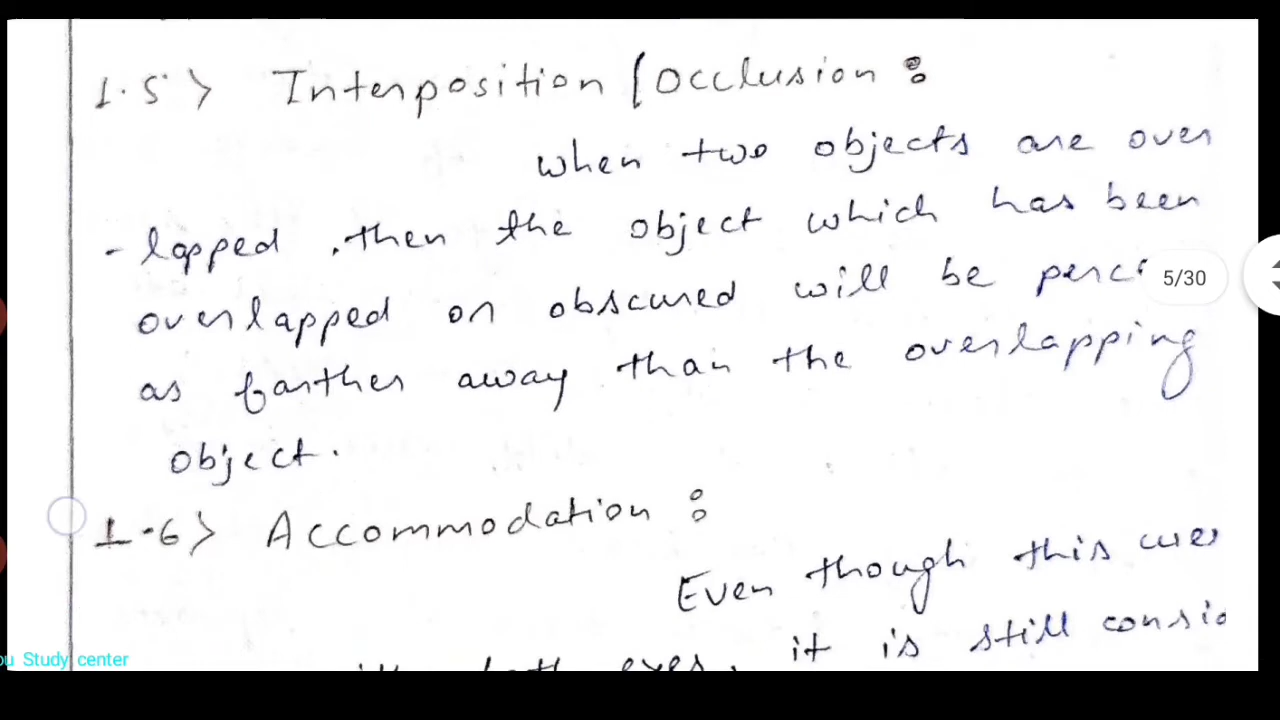 1.5> Interposition / Occlusion :
when two objects are over
- lapped , then the object which has been
overlapped or obscured will be
as farther away than the overlapping
object.
1.6> Accommodation :
Even though this
it is still
eyes,
5/30
Study center